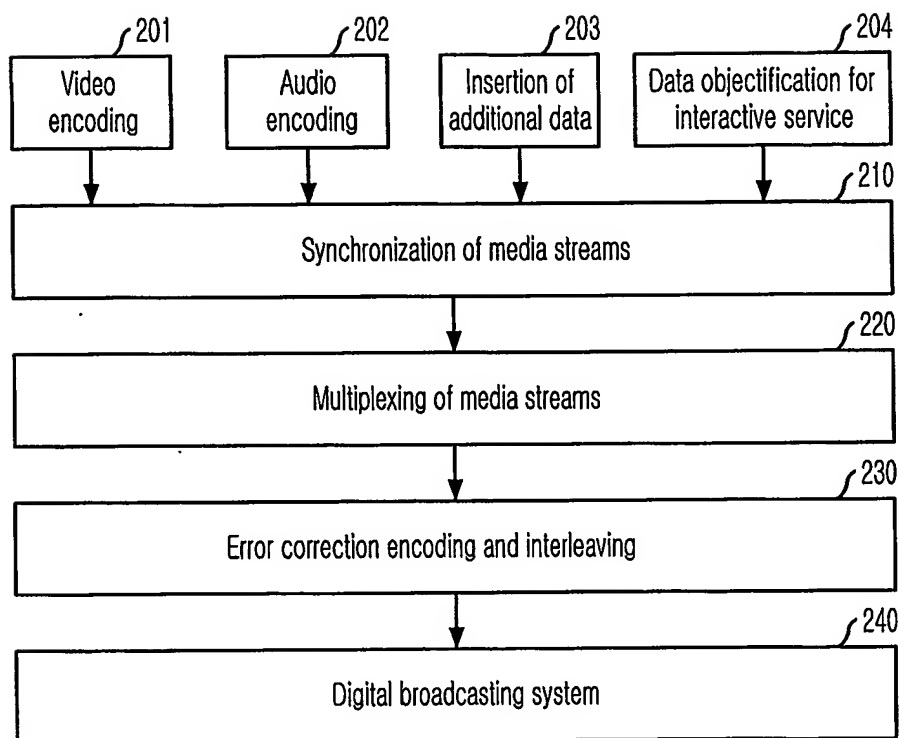 201
202
203
204
Video
encoding
Audio
encoding
Insertion of
additional data
Data objectification for
interactive service
210
Synchronization of media streams
220
Multiplexing of media streams
230
Error correction encoding and interleaving
240
Digital broadcasting system